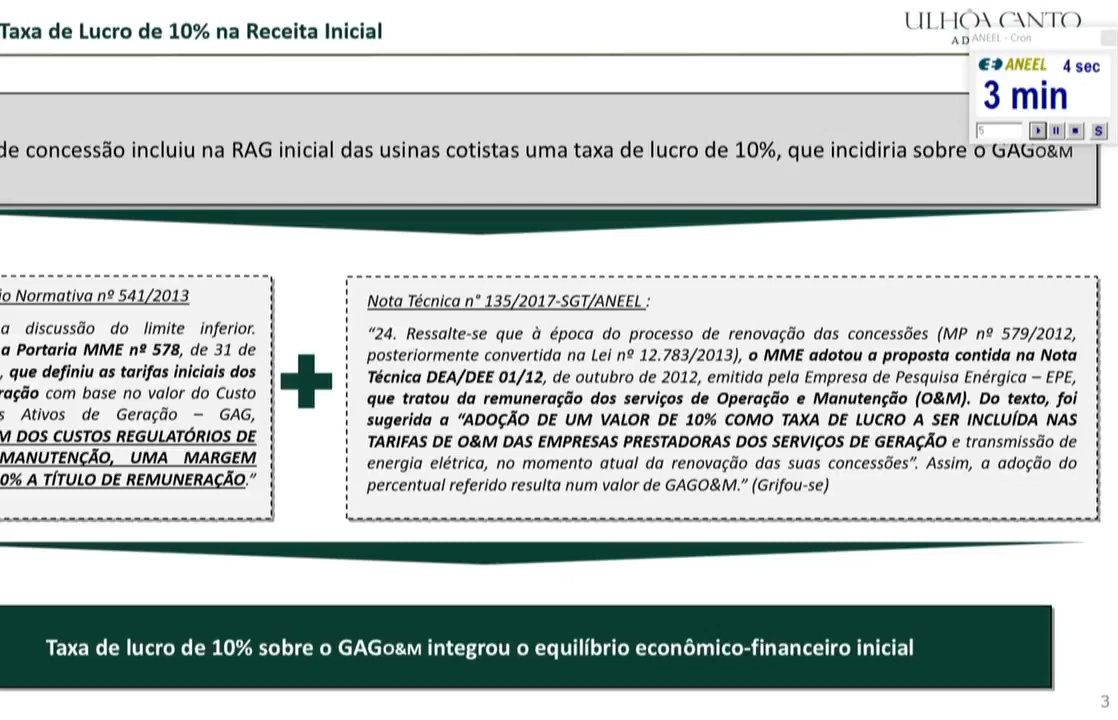 Taxa de Lucro de 10% na Receita Inicial
ULHÔA CANTO
AD
ANEEL - Cron
ANEEL 4 sec
3 min
5
S
de concessão incluiu na RAG inicial das usinas cotistas uma taxa de lucro de 10%, que incidiria sobre o GAGO&M
ão Normativa nº 541/2013
a discussão do limite inferior.
a Portaria MME nº 578, de 31 de
, que definiu as tarifas iniciais dos
ração com base no valor do Custo
s Ativos de Geração – GAG,
M DOS CUSTOS REGULATÓRIOS DE
MANUTENÇÃO, UMA MARGEM
0% A TÍTULO DE REMUNERAÇÃO.”
Nota Técnica n° 135/2017-SGT/ANEEL :
“24. Ressalte-se que à época do processo de renovação das concessões (MP nº 579/2012,
posteriormente convertida na Lei nº 12.783/2013), o MME adotou a proposta contida na Nota
Técnica DEA/DEE 01/12, de outubro de 2012, emitida pela Empresa de Pesquisa Enérgica – EPE,
que tratou da remuneração dos serviços de Operação e Manutenção (O&M). Do texto, foi
sugerida a “ADOÇÃO DE UM VALOR DE 10% COMO TAXA DE LUCRO A SER INCLUÍDA NAS
TARIFAS DE O&M DAS EMPRESAS PRESTADORAS DOS SERVIÇOS DE GERAÇÃO e transmissão de
energia elétrica, no momento atual da renovação das suas concessões”. Assim, a adoção do
percentual referido resulta num valor de GAGO&M.” (Grifou-se)
Taxa de lucro de 10% sobre o GAGO&M integrou o equilíbrio econômico-financeiro inicial
3